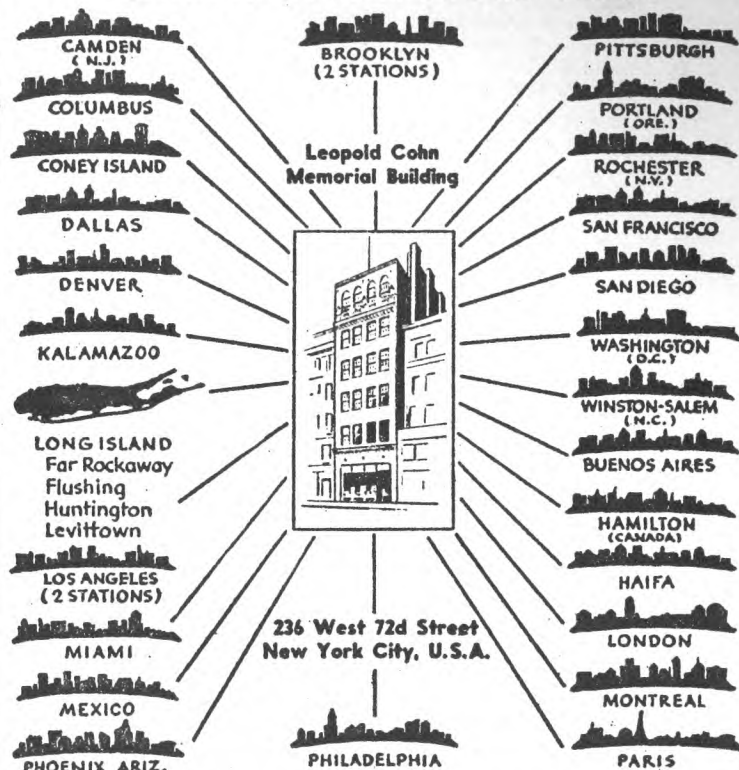 CAMDEN
(N.J.)
COLUMBUS
CONEY ISLAND
DALLAS
DENVER
KALAMAZOO
LONG ISLAND
Far Rockaway
Flushing
Huntington
Levittown
LOS ANGELES
(2 STATIONS)
MIAMI
MEXICO
PHOENIX, ARIZ.
BROOKLYN
(2 STATIONS)
Leopold Cohn
Memorial Building
236 West 72d Street
New York City, U.S.A.
PHILADELPHIA
PITTSBURGH
PORTLAND
(ORE.)
ROCHESTER
(N.Y.)
SAN FRANCISCO
SAN DIEGO
WASHINGTON
(D.C.)
WINSTON-SALEM
(N.C.)
BUENOS AIRES
HAMILTON
(CANADA)
HAIFA
LONDON
MONTREAL
PARIS